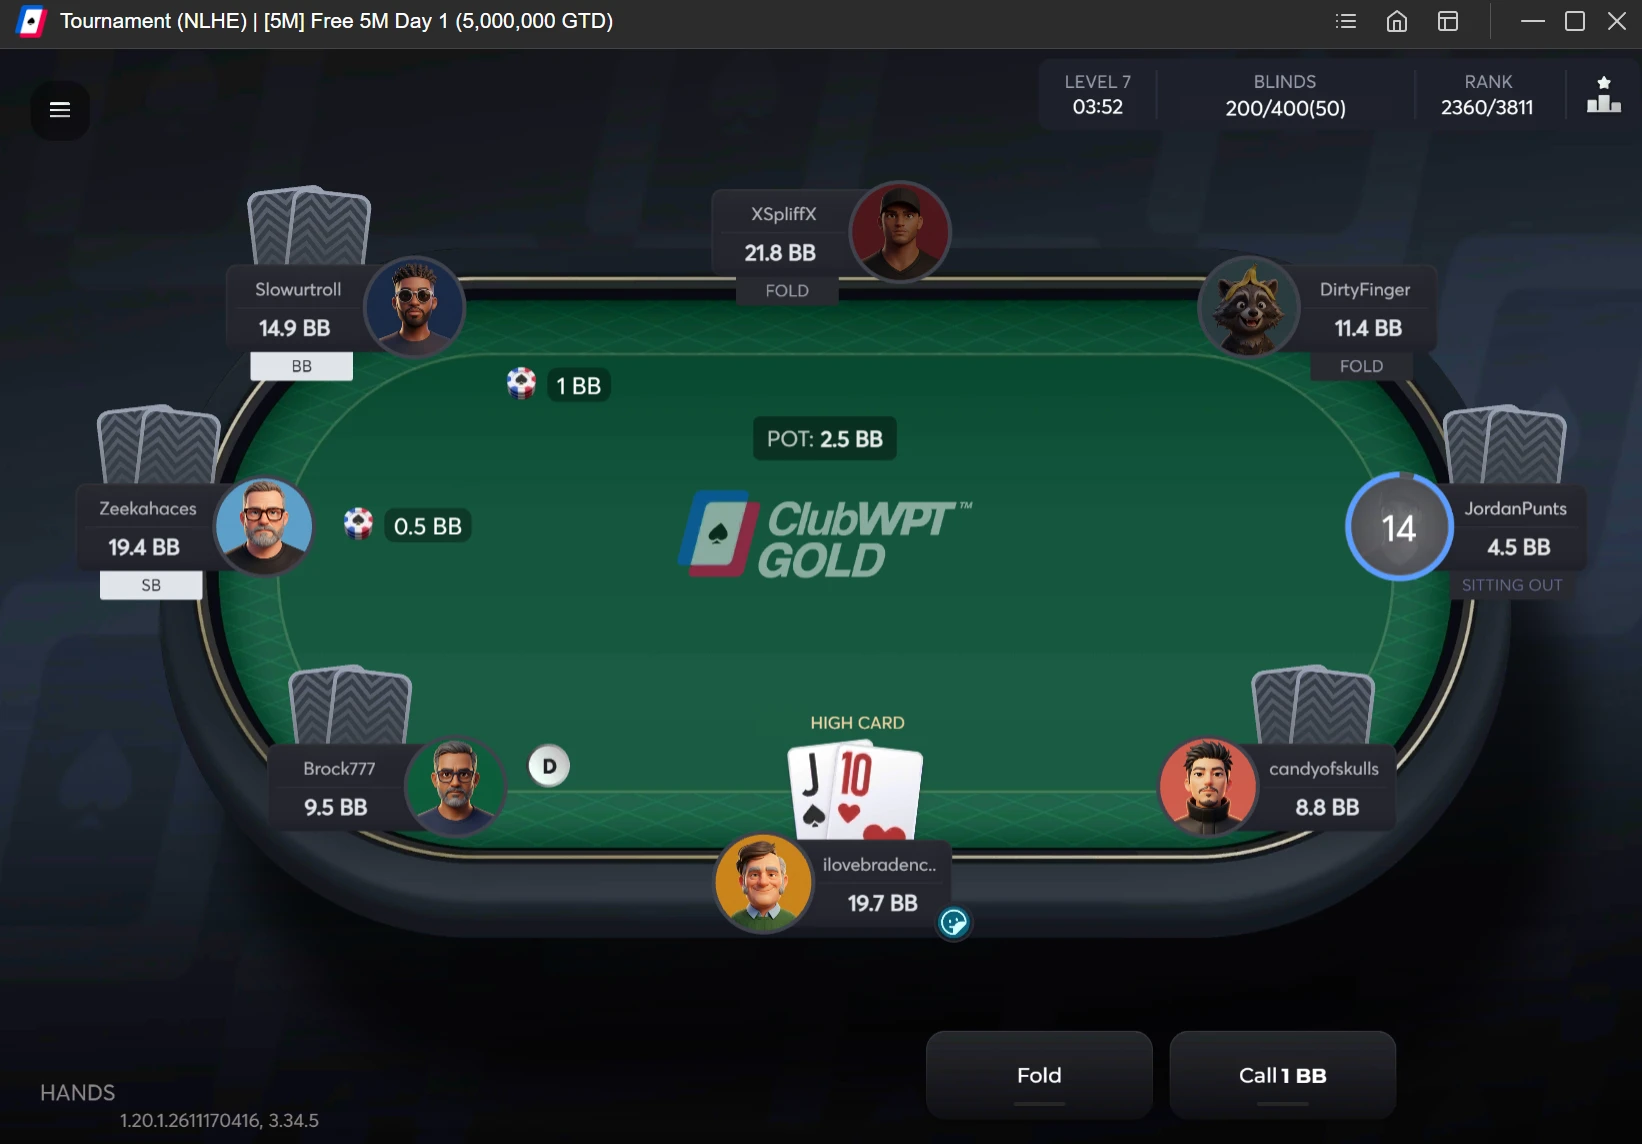 Tournament (NLHE) | [5M] Free 5M Day 1 (5,000,000 GTD)
LEVEL 7
03:52
BLINDS
200/400(50)
RANK
2360/3811
XSpliffX
21.8 BB
FOLD
Slowurtroll
14.9 BB
BB
DirtyFinger
11.4 BB
FOLD
1 BB
POT: 2.5 BB
Zeekahaces
19.4 BB
SB
0.5 BB
ClubWPT™
GOLD
14
JordanPunts
4.5 BB
SITTING OUT
HIGH CARD
J
10
Brock777
9.5 BB
D
candyofskulls
8.8 BB
ilovebradenc..
19.7 BB
Fold
Call 1 BB
HANDS
1.20.1.2611170416, 3.34.5